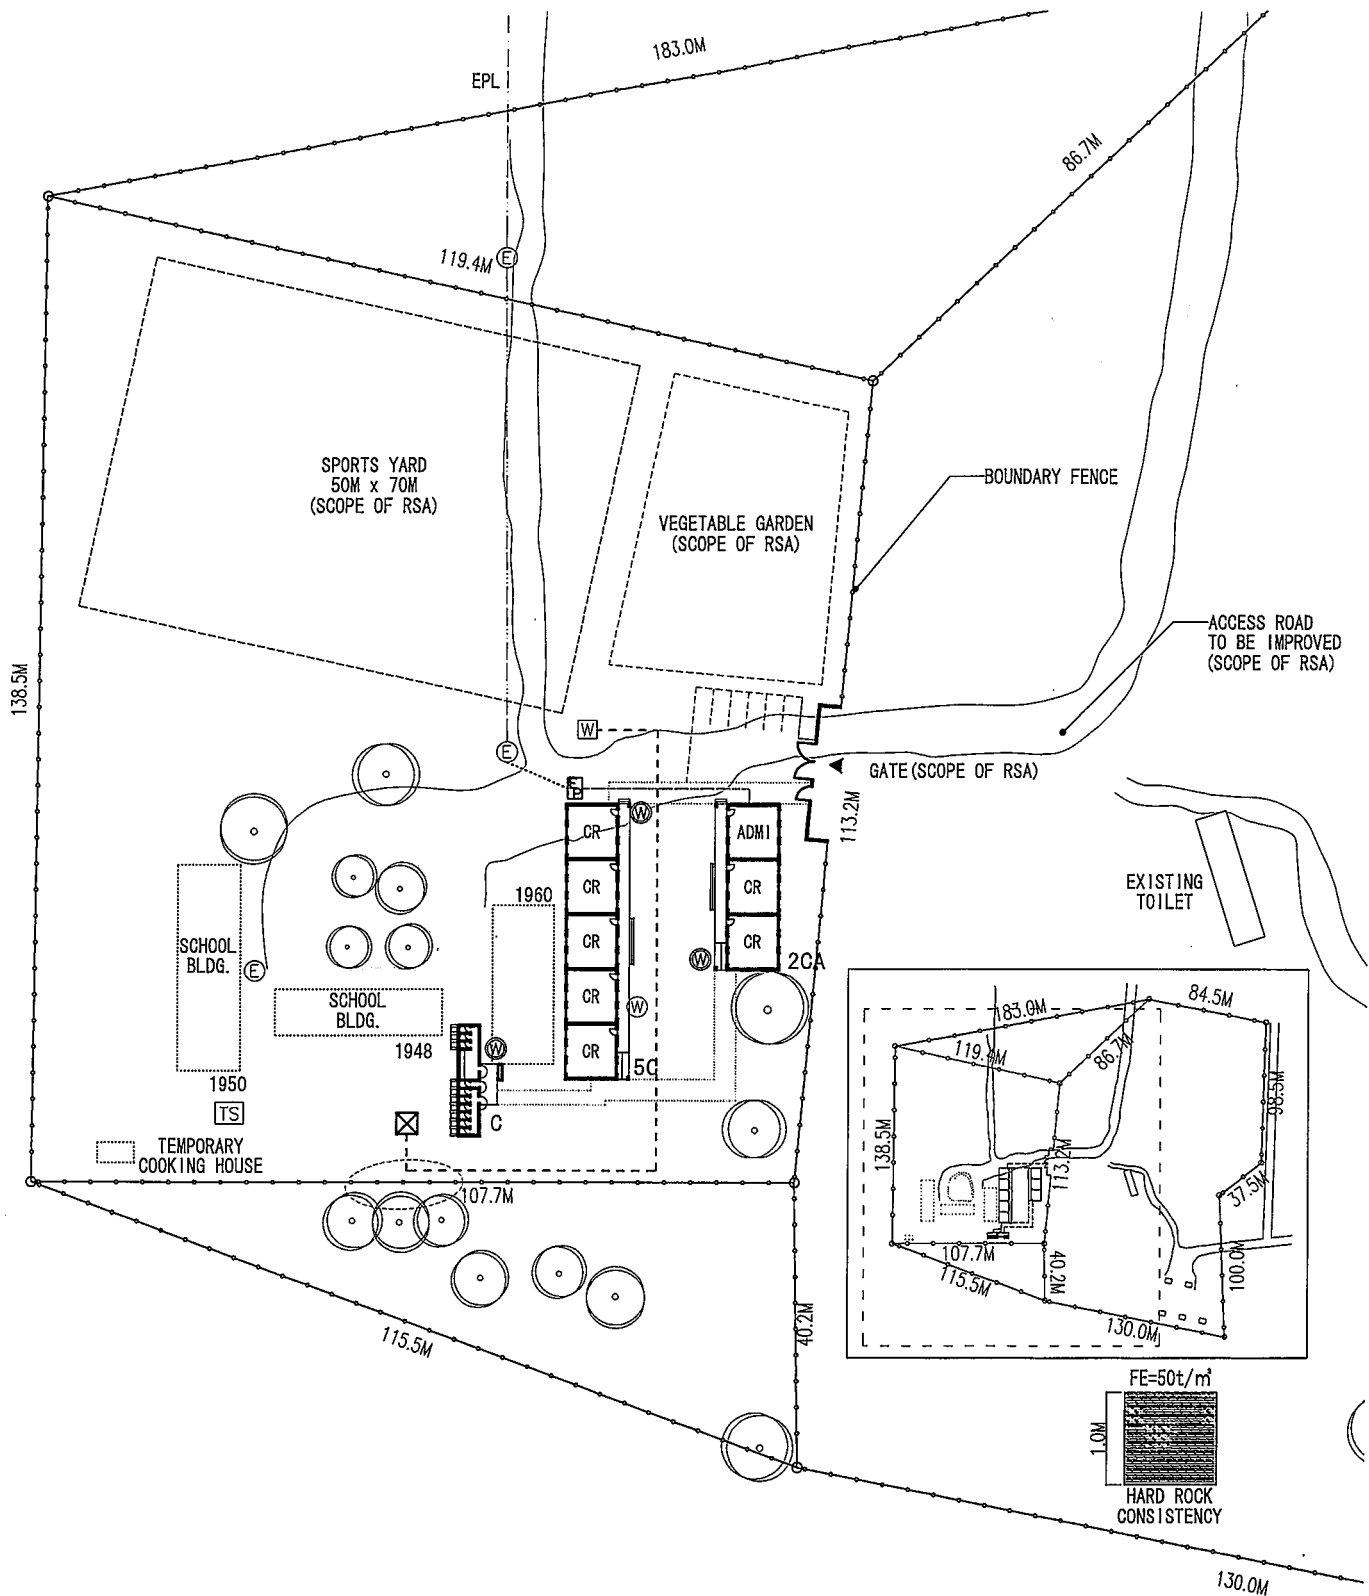 183.0M
EPL
86.7M
E
119.4M
SPORTS YARD
50M x 70M
(SCOPE OF RSA)
BOUNDARY FENCE
VEGETABLE GARDEN
(SCOPE OF RSA)
ACCESS ROAD
TO BE IMPROVED
(SCOPE OF RSA)
138.5M
W
E
GATE(SCOPE OF RSA)
113.2M
CR
W
ADMI
CR
CR
CR
CR
CR
CR
W
2CA
W
5C
EXISTING
TOILET
1960
SCHOOL
BLDG.
E
SCHOOL
BLDG.
1948
W
1950
TS
C
TEMPORARY
COOKING HOUSE
107.7M
115.5M
40.2M
183.0M
84.5M
119.4M
86.7M
98.5M
138.5M
113.2M
37.5M
107.7M
40.2M
100.0M
115.5M
130.0M
FE=50t/㎡
1.0M
HARD ROCK
CONSISTENCY
130.0M